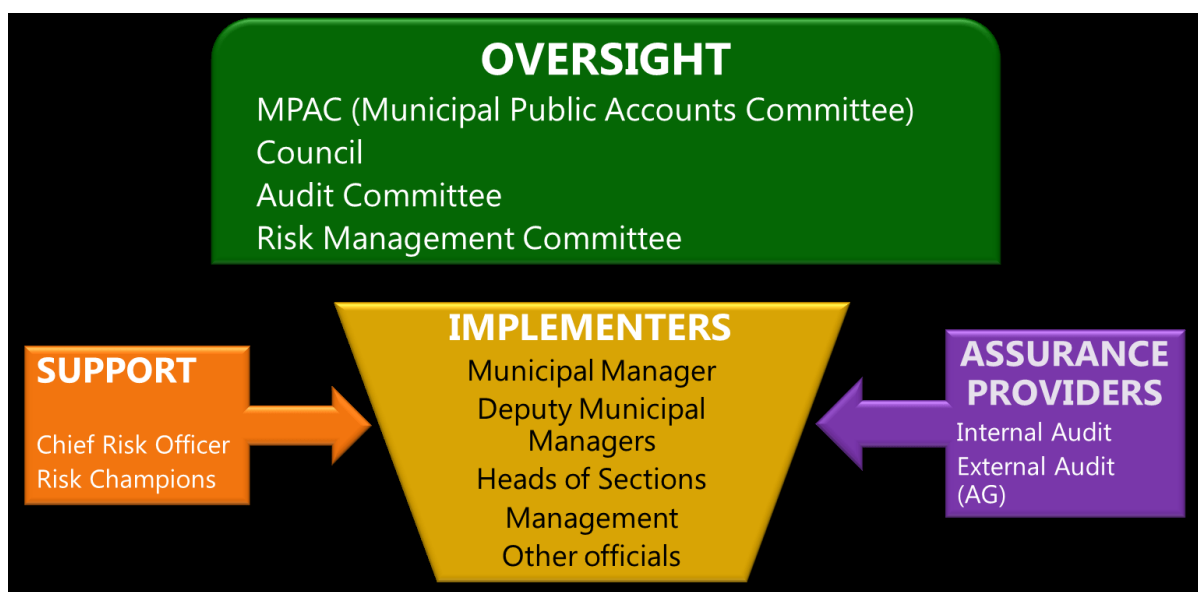 OVERSIGHT
MPAC (Municipal Public Accounts Committee)
Council
Audit Committee
Risk Management Committee
SUPPORT
Chief Risk Officer
Risk Champions
IMPLEMENTERS
Municipal Manager
Deputy Municipal
Managers
Heads of Sections
Management
Other officials
ASSURANCE
PROVIDERS
Internal Audit
External Audit
(AG)